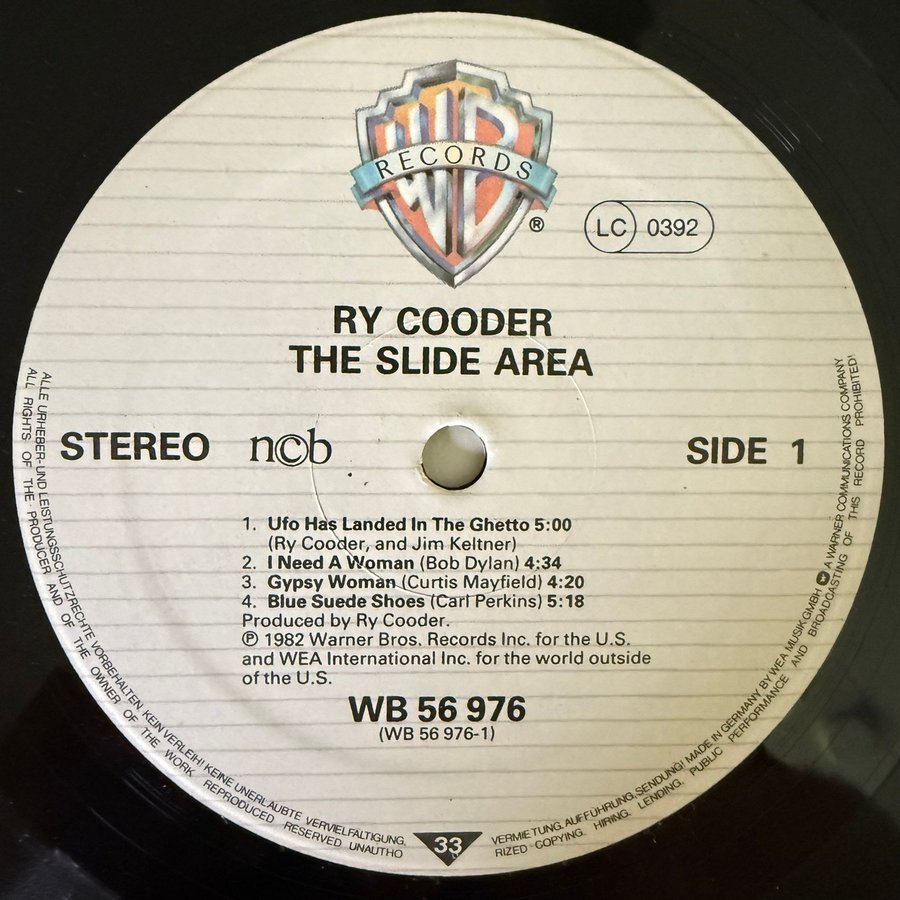 WB
RECORDS
®
LC 0392
RY COODER
THE SLIDE AREA
STEREO
n©b
SIDE 1
1. Ufo Has Landed In The Ghetto 5:00
(Ry Cooder, and Jim Keltner)
2. I Need A Woman (Bob Dylan) 4:34
3. Gypsy Woman (Curtis Mayfield) 4:20
4. Blue Suede Shoes (Carl Perkins) 5:18
Produced by Ry Cooder.
℗ 1982 Warner Bros. Records Inc. for the U.S.
and WEA International Inc. for the world outside
of the U.S.
WB 56 976
(WB 56 976-1)
33
ALLE URHEBER- UND LEISTUNGSSCHUTZRECHTE VORBEHALTEN. KEIN VERLEIH! KEINE UNERLAUBTE VERVIELFÄLTIGUNG, VERMIETUNG, AUFFÜHRUNG, SENDUNG! MADE IN GERMANY BY WEA MUSIK GMBH A WARNER COMMUNICATIONS COMPANY
ALL RIGHTS OF THE PRODUCER AND OF THE OWNER OF THE WORK REPRODUCED RESERVED UNAUTHORIZED COPYING, HIRING, LENDING, PUBLIC PERFORMANCE AND BROADCASTING OF THIS RECORD PROHIBITED!